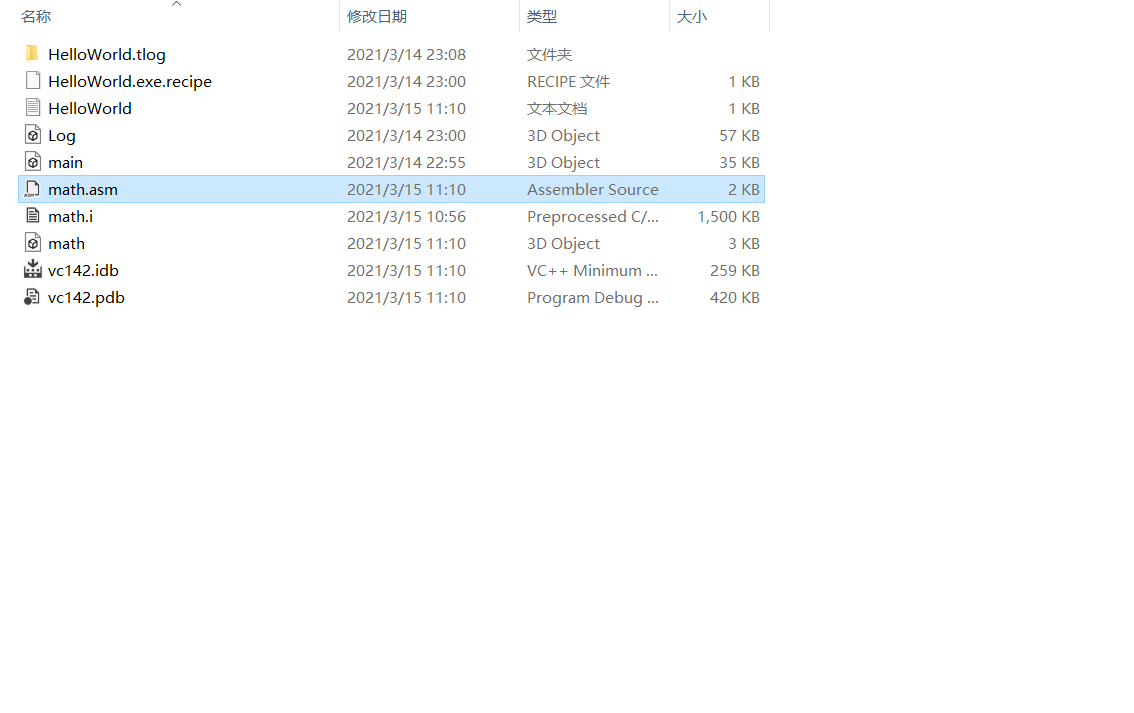 名称 修改日期 类型 大小
HelloWorld.tlog 2021/3/14 23:08 文件夹
HelloWorld.exe.recipe 2021/3/14 23:00 RECIPE 文件 1 KB
HelloWorld 2021/3/15 11:10 文本文档 1 KB
Log 2021/3/14 23:00 3D Object 57 KB
main 2021/3/14 22:55 3D Object 35 KB
math.asm 2021/3/15 11:10 Assembler Source 2 KB
math.i 2021/3/15 10:56 Preprocessed C/... 1,500 KB
math 2021/3/15 11:10 3D Object 3 KB
vc142.idb 2021/3/15 11:10 VC++ Minimum ... 259 KB
vc142.pdb 2021/3/15 11:10 Program Debug ... 420 KB